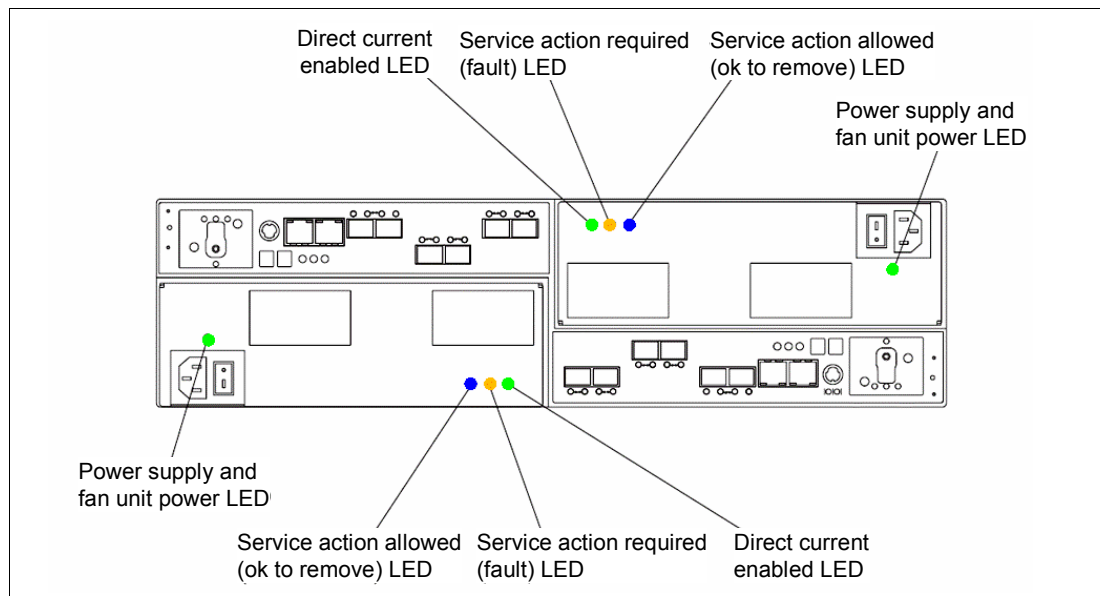 Direct current
enabled LED
Service action required
(fault) LED
Service action allowed
(ok to remove) LED
Power supply and
fan unit power LED
Power supply and
fan unit power LED
Service action allowed
(ok to remove) LED
Service action required
(fault) LED
Direct current
enabled LED